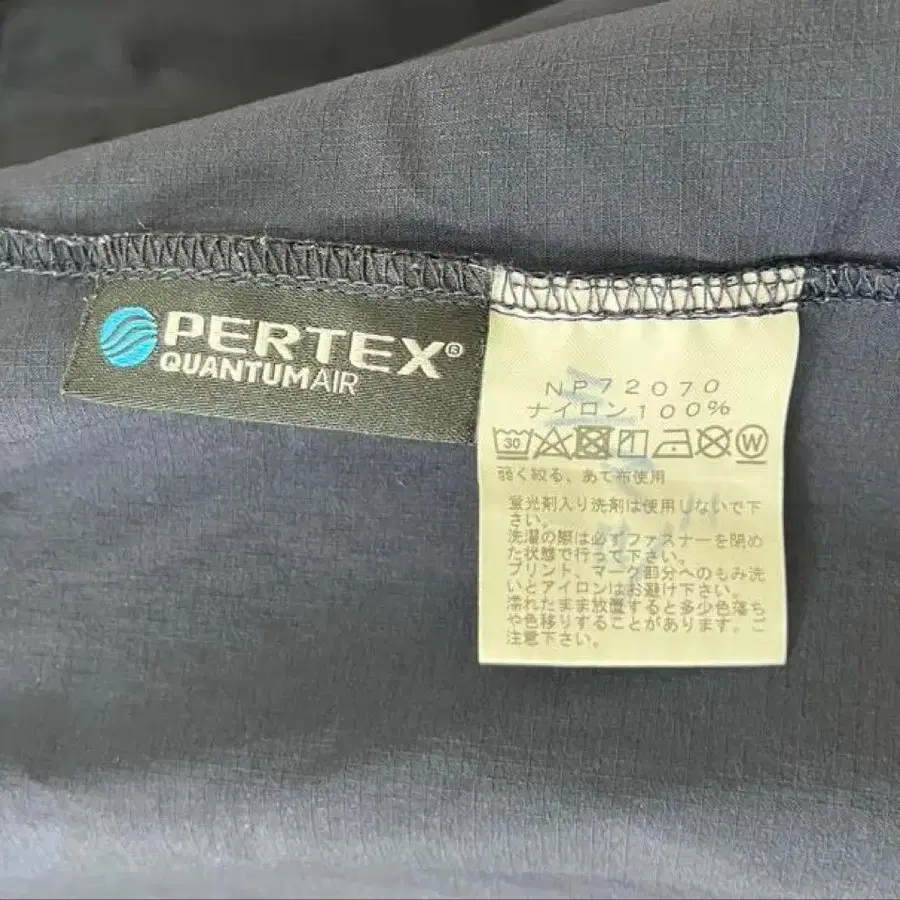 PERTEX®
QUANTUMAIR
NP72070
ナイロン100%
30 W
弱く絞る、あて布使用
蛍光剤入り洗剤は使用しないで下
さい。
洗濯の際は必ずファスナーを閉め
た状態で行って下さい。
プリント、マーク部分へのもみ洗
いとアイロンはお避け下さい。
濡れたまま放置すると多少色落ち
や色移りすることがあります。ご
注意下さい。